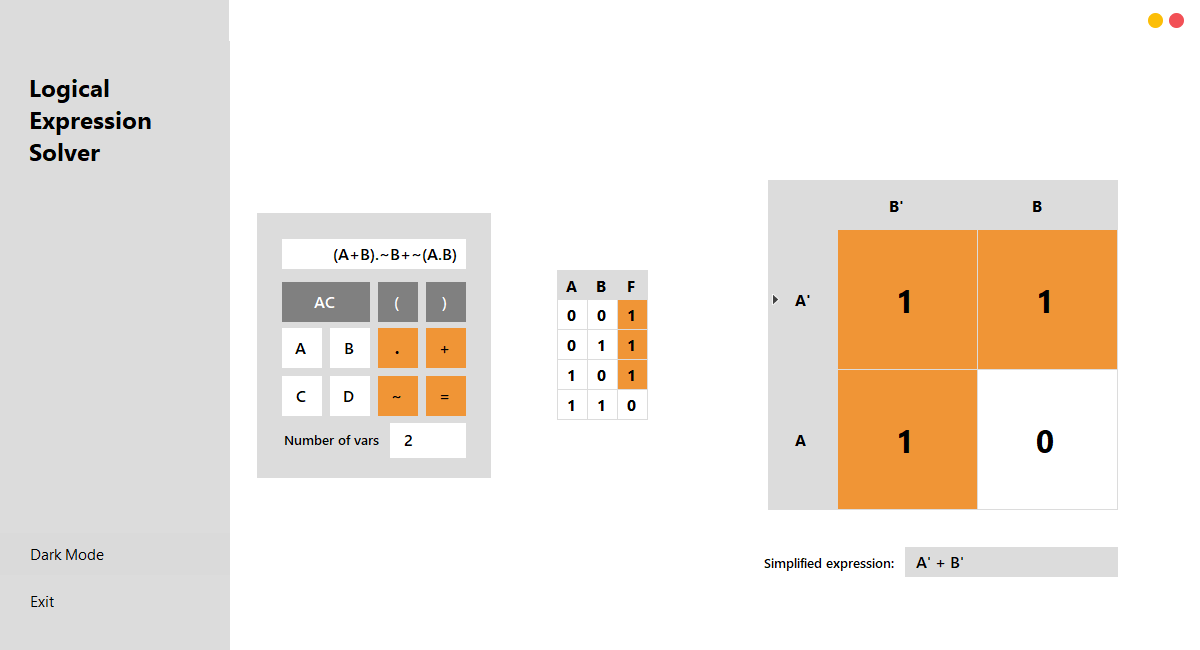 Logical
Expression
Solver
Dark Mode
Exit
(A+B).~B+~(A.B)
AC ( )
A B . +
C D ~ =
Number of vars 2
A B F
0 0 1
0 1 1
1 0 1
1 1 0
B' B
A' 1 1
A 1 0
Simplified expression: A' + B'